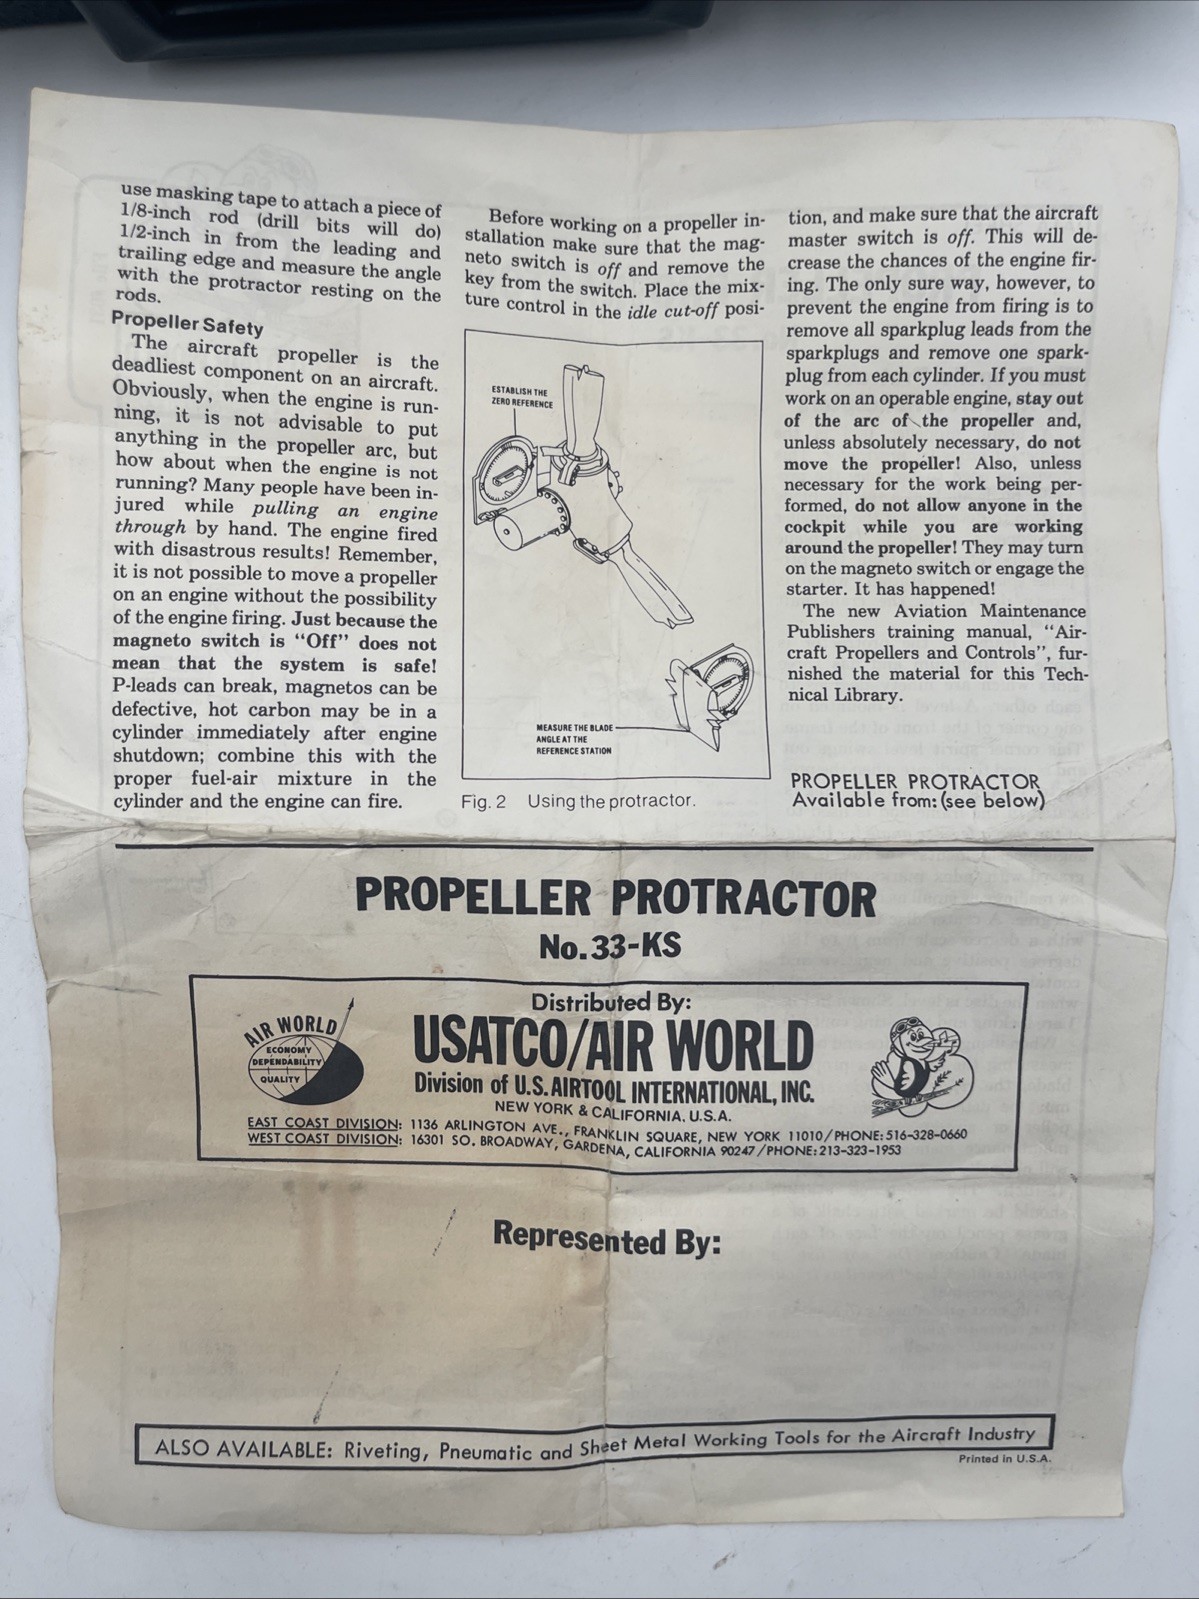 use masking tape to attach a piece of
1/8-inch rod (drill bits will do)
1/2-inch in from the leading and
trailing edge and measure the angle
with the protractor resting on the
rods.
Propeller Safety
The aircraft propeller is the
deadliest component on an aircraft.
Obviously, when the engine is run-
ning, it is not advisable to put
anything in the propeller arc, but
how about when the engine is not
running? Many people have been in-
jured while pulling an engine
through by hand. The engine fired
with disastrous results! Remember,
it is not possible to move a propeller
on an engine without the possibility
of the engine firing. Just because the
magneto switch is "Off" does not
mean that the system is safe!
P-leads can break, magnetos can be
defective, hot carbon may be in a
cylinder immediately after engine
shutdown; combine this with the
proper fuel-air mixture in the
cylinder and the engine can fire.
Before working on a propeller in-
stallation make sure that the mag-
neto switch is off and remove the
key from the switch. Place the mix-
ture control in the idle cut-off posi-
ESTABLISH THE
ZERO REFERENCE
MEASURE THE BLADE
ANGLE AT THE
REFERENCE STATION
Fig. 2 Using the protractor.
tion, and make sure that the aircraft
master switch is off. This will de-
crease the chances of the engine fir-
ing. The only sure way, however, to
prevent the engine from firing is to
remove all sparkplug leads from the
sparkplugs and remove one spark-
plug from each cylinder. If you must
work on an operable engine, stay out
of the arc of the propeller and,
unless absolutely necessary, do not
move the propeller! Also, unless
necessary for the work being per-
formed, do not allow anyone in the
cockpit while you are working
around the propeller! They may turn
on the magneto switch or engage the
starter. It has happened!
The new Aviation Maintenance
Publishers training manual, "Air-
craft Propellers and Controls", fur-
nished the material for this Tech-
nical Library.
PROPELLER PROTRACTOR
Available from: (see below)
PROPELLER PROTRACTOR
No. 33-KS
Distributed By:
AIR WORLD
ECONOMY
DEPENDABILITY
QUALITY
USATCO/AIR WORLD
Division of U.S. AIRTOOL INTERNATIONAL, INC.
NEW YORK & CALIFORNIA. U.S.A.
EAST COAST DIVISION: 1136 ARLINGTON AVE., FRANKLIN SQUARE, NEW YORK 11010/PHONE: 516-328-0660
WEST COAST DIVISION: 16301 SO. BROADWAY, GARDENA, CALIFORNIA 90247/PHONE: 213-323-1953
Represented By:
ALSO AVAILABLE: Riveting, Pneumatic and Sheet Metal Working Tools for the Aircraft Industry
Printed in U.S.A.